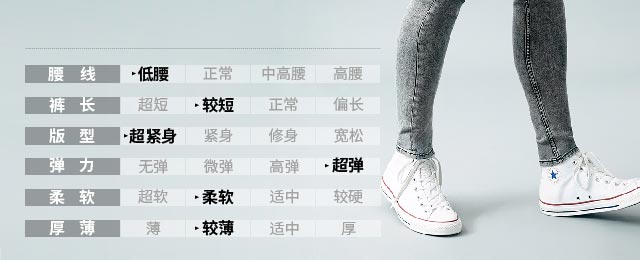 腰 线 低腰 正常 中高腰 高腰
裤 长 超短 较短 正常 偏长
版 型 超紧身 紧身 修身 宽松
弹 力 无弹 微弹 高弹 超弹
柔 软 超软 柔软 适中 较硬
厚 薄 薄 较薄 适中 厚